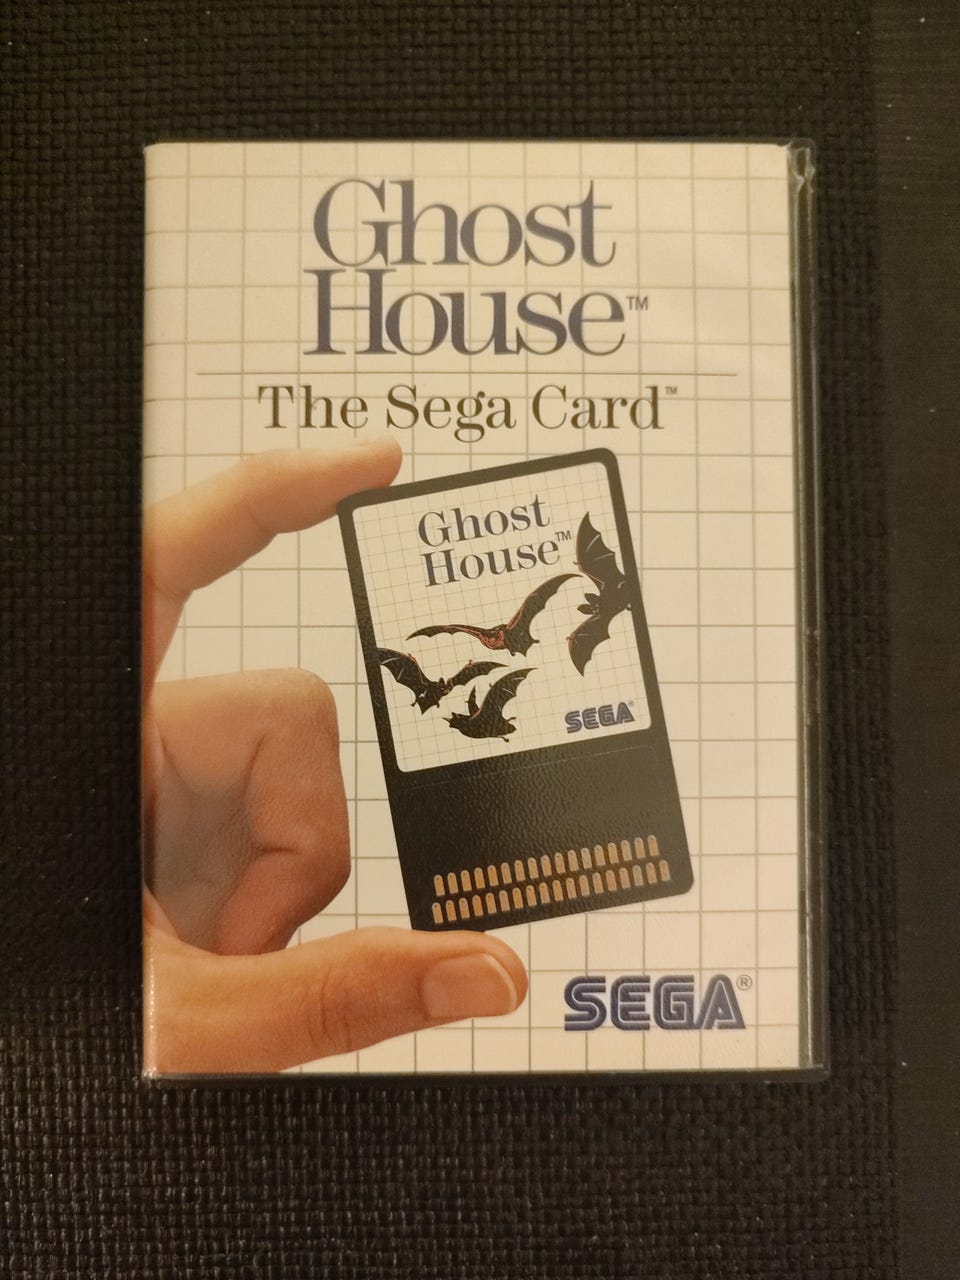 Ghost
House™
The Sega Card™
Ghost
House™
SEGA®
SEGA®